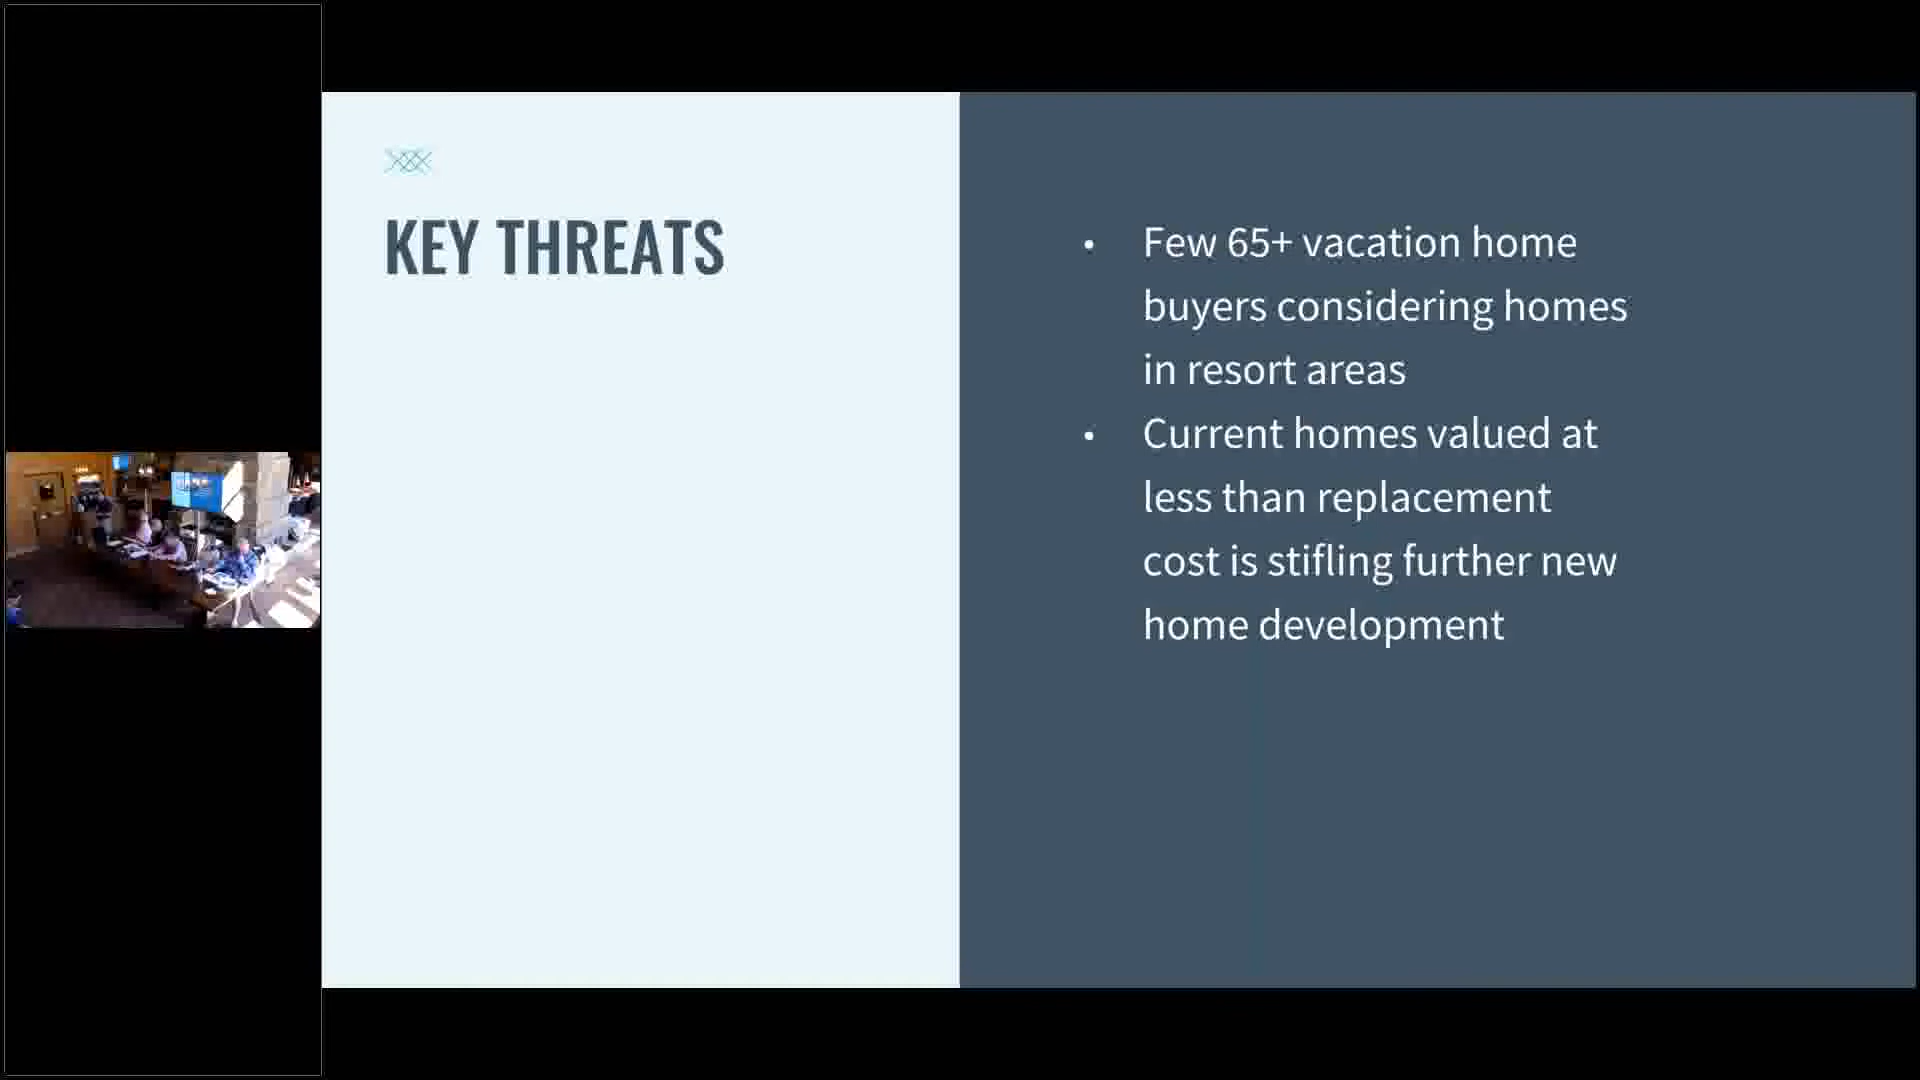 KEY THREATS
• Few 65+ vacation home
buyers considering homes
in resort areas
• Current homes valued at
less than replacement
cost is stifling further new
home development